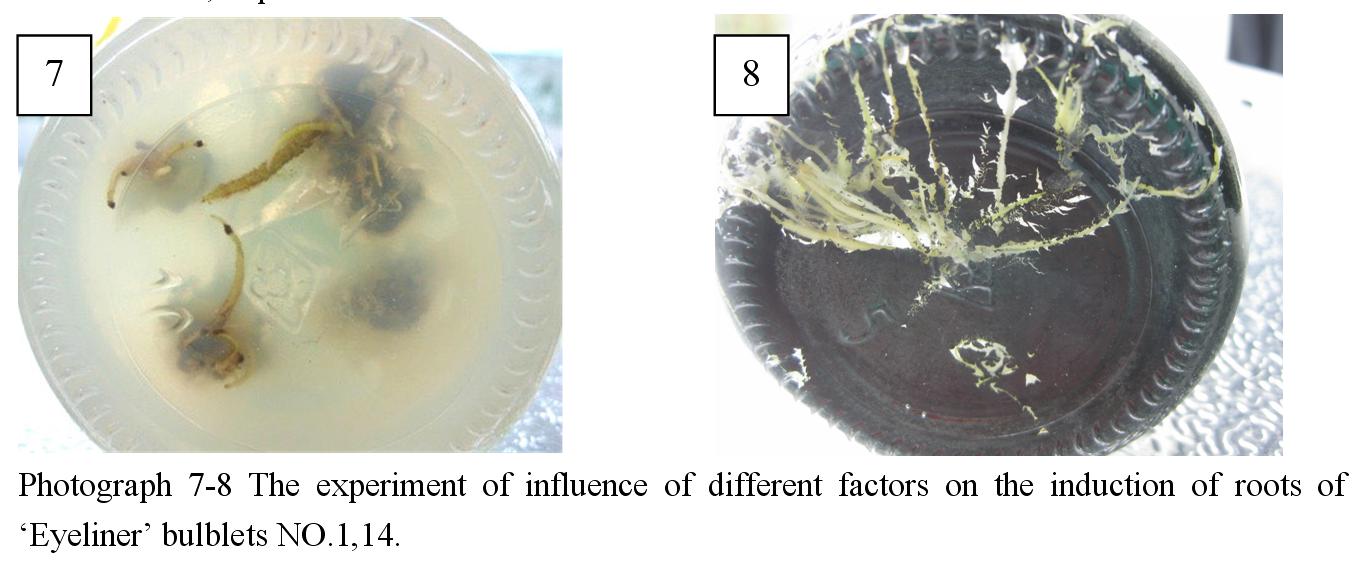 7
8
Photograph 7-8 The experiment of influence of different factors on the induction of roots of
‘Eyeliner’ bulblets NO.1,14.